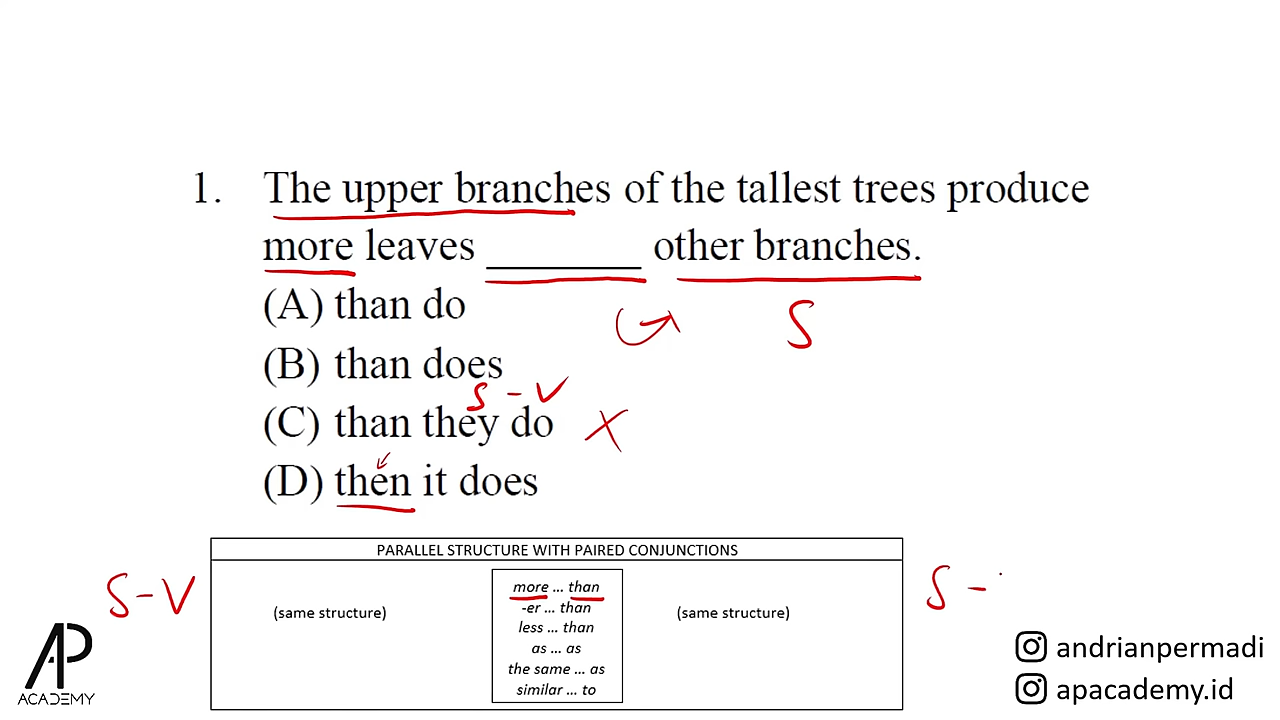 1. The upper branches of the tallest trees produce
more leaves ________ other branches.
S
(A) than do
(B) than does
S – V
(C) than they do X
(D) then it does
PARALLEL STRUCTURE WITH PAIRED CONJUNCTIONS
S – V
(same structure)
more ... than
-er ... than
less ... than
as ... as
the same ... as
similar ... to
(same structure)
S –
AP
ACADEMY
andrianpermadi
apacademy.id